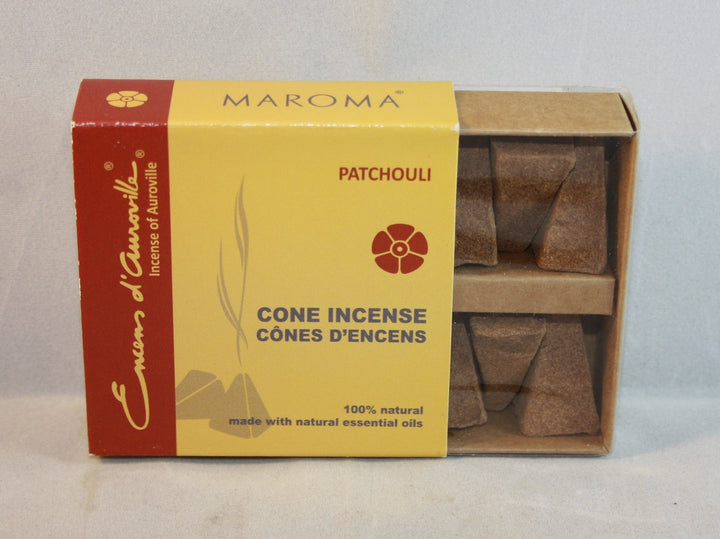 Encens d'Auroville®
Incense of Auroville®
MAROMA®
PATCHOULI
CONE INCENSE
CÔNES D'ENCENS
100% natural
made with natural essential oils